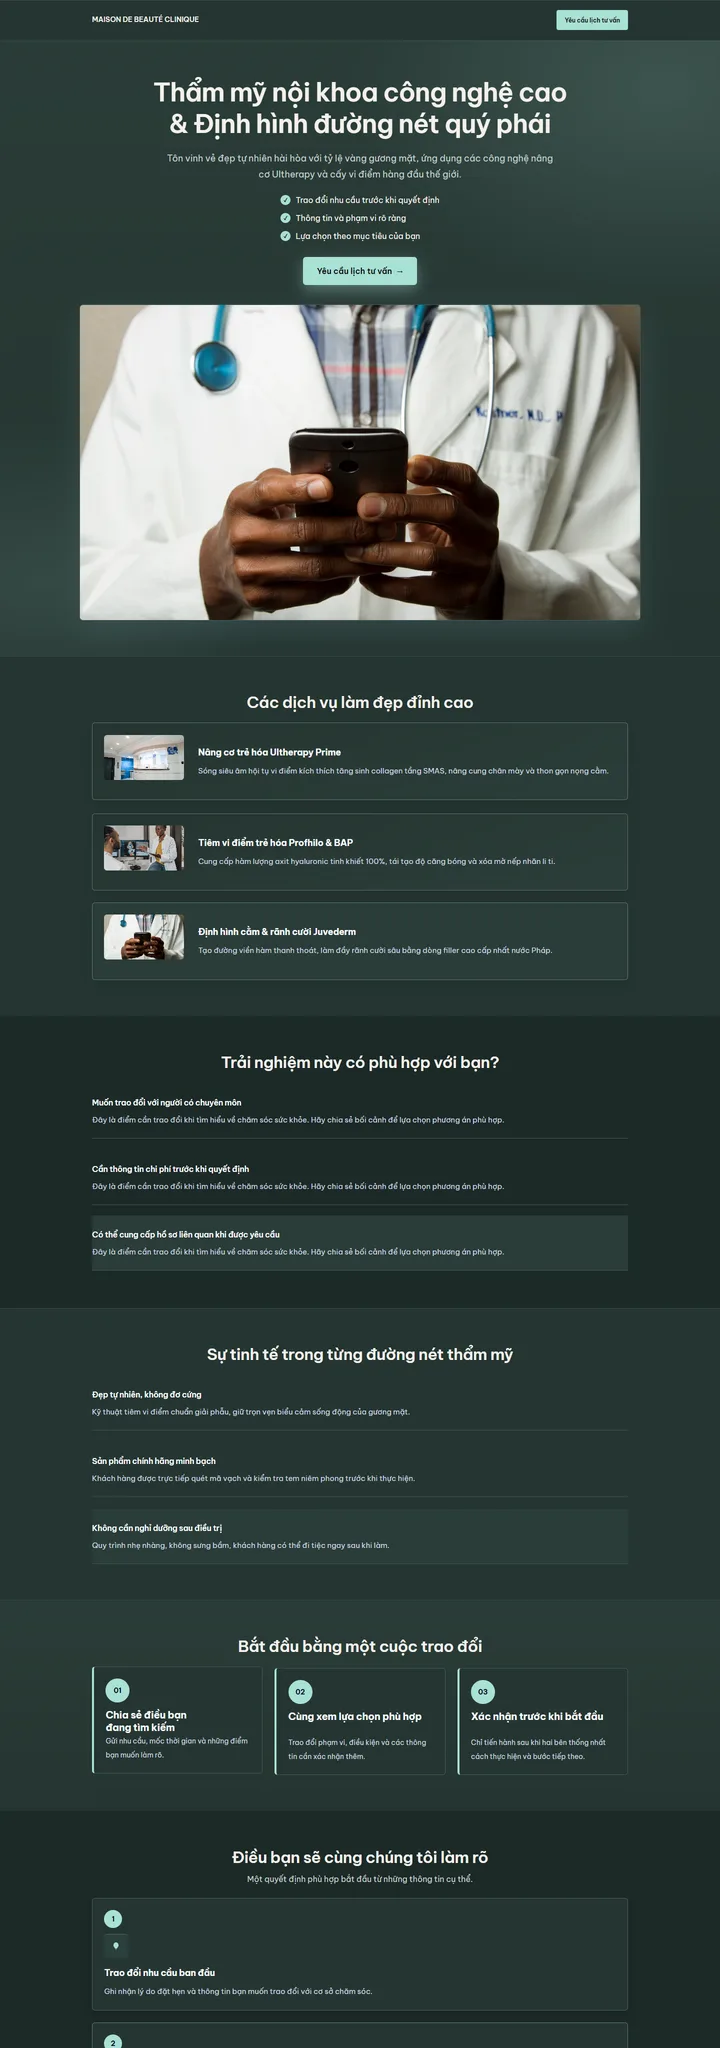 MAISON DE BEAUTÉ CLINIQUE
Yêu cầu lịch tư vấn
Thẩm mỹ nội khoa công nghệ cao
& Định hình đường nét quý phái
Tôn vinh vẻ đẹp tự nhiên hài hòa với tỷ lệ vàng gương mặt, ứng dụng các công nghệ nâng
cơ Ultherapy và cấy vi điểm hàng đầu thế giới.
Trao đổi nhu cầu trước khi quyết định
Thông tin và phạm vi rõ ràng
Lựa chọn theo mục tiêu của bạn
Yêu cầu lịch tư vấn →
M.D.
Các dịch vụ làm đẹp đỉnh cao
Nâng cơ trẻ hóa Ultherapy Prime
Sóng siêu âm hội tụ vi điểm kích thích tăng sinh collagen tầng SMAS, nâng cung chân mày và thon gọn nọng cằm.
Tiêm vi điểm trẻ hóa Profhilo & BAP
Cung cấp hàm lượng axit hyaluronic tinh khiết 100%, tái tạo độ căng bóng và xóa mờ nếp nhăn li ti.
Định hình cằm & rãnh cười Juvederm
Tạo đường viền hàm thanh thoát, làm đầy rãnh cười sâu bằng dòng filler cao cấp nhất nước Pháp.
Trải nghiệm này có phù hợp với bạn?
Muốn trao đổi với người có chuyên môn
Đây là điểm cần trao đổi khi tìm hiểu về chăm sóc sức khỏe. Hãy chia sẻ bối cảnh để lựa chọn phương án phù hợp.
Cần thông tin chi phí trước khi quyết định
Đây là điểm cần trao đổi khi tìm hiểu về chăm sóc sức khỏe. Hãy chia sẻ bối cảnh để lựa chọn phương án phù hợp.
Có thể cung cấp hồ sơ liên quan khi được yêu cầu
Đây là điểm cần trao đổi khi tìm hiểu về chăm sóc sức khỏe. Hãy chia sẻ bối cảnh để lựa chọn phương án phù hợp.
Sự tinh tế trong từng đường nét thẩm mỹ
Đẹp tự nhiên, không đơ cứng
Kỹ thuật tiêm vi điểm chuẩn giải phẫu, giữ trọn vẹn biểu cảm sống động của gương mặt.
Sản phẩm chính hãng minh bạch
Khách hàng được trực tiếp quét mã vạch và kiểm tra tem niêm phong trước khi thực hiện.
Không cần nghỉ dưỡng sau điều trị
Quy trình nhẹ nhàng, không sưng bầm, khách hàng có thể đi tiệc ngay sau khi làm.
Bắt đầu bằng một cuộc trao đổi
01
Chia sẻ điều bạn
đang tìm kiếm
Gửi nhu cầu, mốc thời gian và những điểm
bạn muốn làm rõ.
02
Cùng xem lựa chọn phù hợp
Trao đổi phạm vi, điều kiện và các thông
tin cần xác nhận thêm.
03
Xác nhận trước khi bắt đầu
Chỉ tiến hành sau khi hai bên thống nhất
cách thực hiện và bước tiếp theo.
Điều bạn sẽ cùng chúng tôi làm rõ
Một quyết định phù hợp bắt đầu từ những thông tin cụ thể.
1
Trao đổi nhu cầu ban đầu
Ghi nhận lý do đặt hẹn và thông tin bạn muốn trao đổi với cơ sở chăm sóc.
2